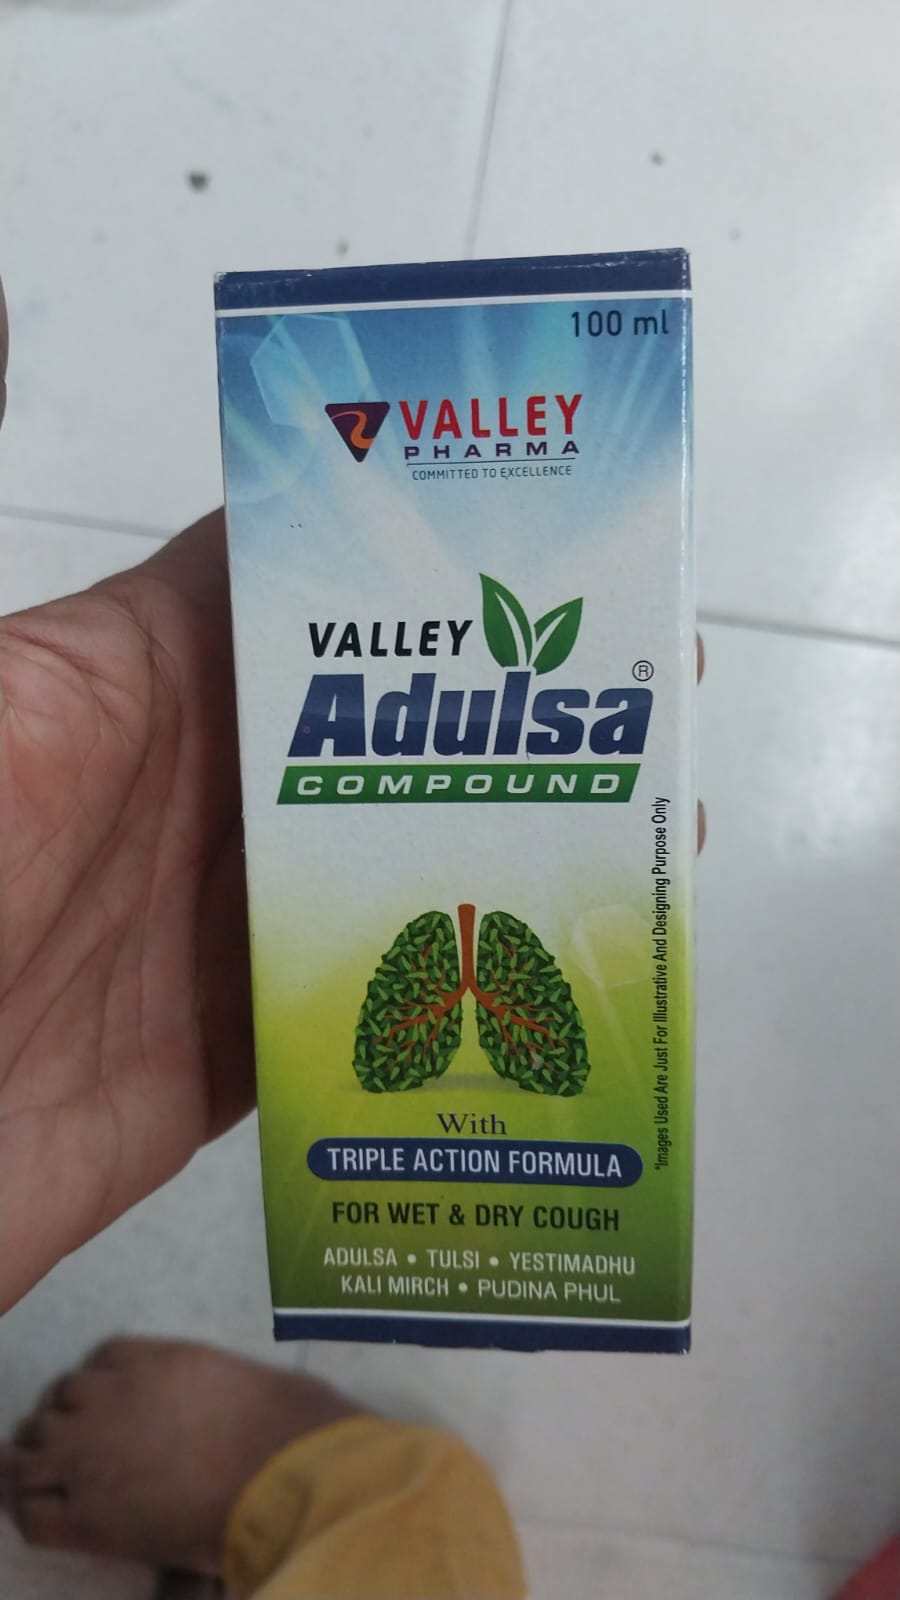 100 ml
VALLEY
PHARMA
COMMITTED TO EXCELLENCE
VALLEY
Adulsa®
COMPOUND
*Images Used Are Just For Illustrative And Designing Purpose Only
With
TRIPLE ACTION FORMULA
FOR WET & DRY COUGH
ADULSA • TULSI • YESTIMADHU
KALI MIRCH • PUDINA PHUL